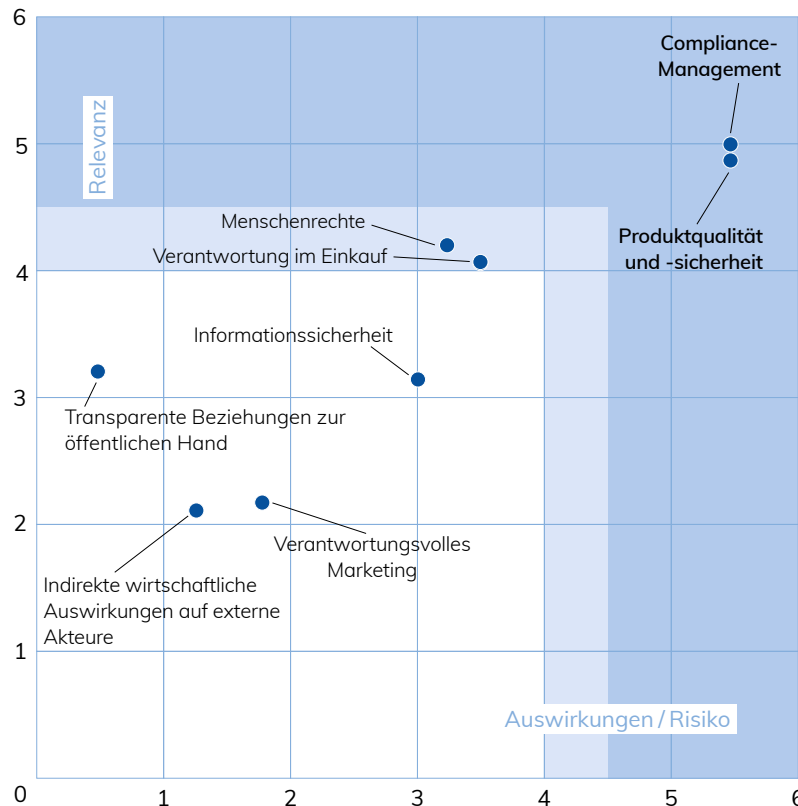 6
Compliance-
Management
Relevanz
5
Menschenrechte
Verantwortung im Einkauf
Produktqualität
und -sicherheit
4
Informationssicherheit
3
Transparente Beziehungen zur
öffentlichen Hand
2
Verantwortungsvolles
Marketing
Indirekte wirtschaftliche
Auswirkungen auf externe
Akteure
1
Auswirkungen / Risiko
0
1
2
3
4
5
6